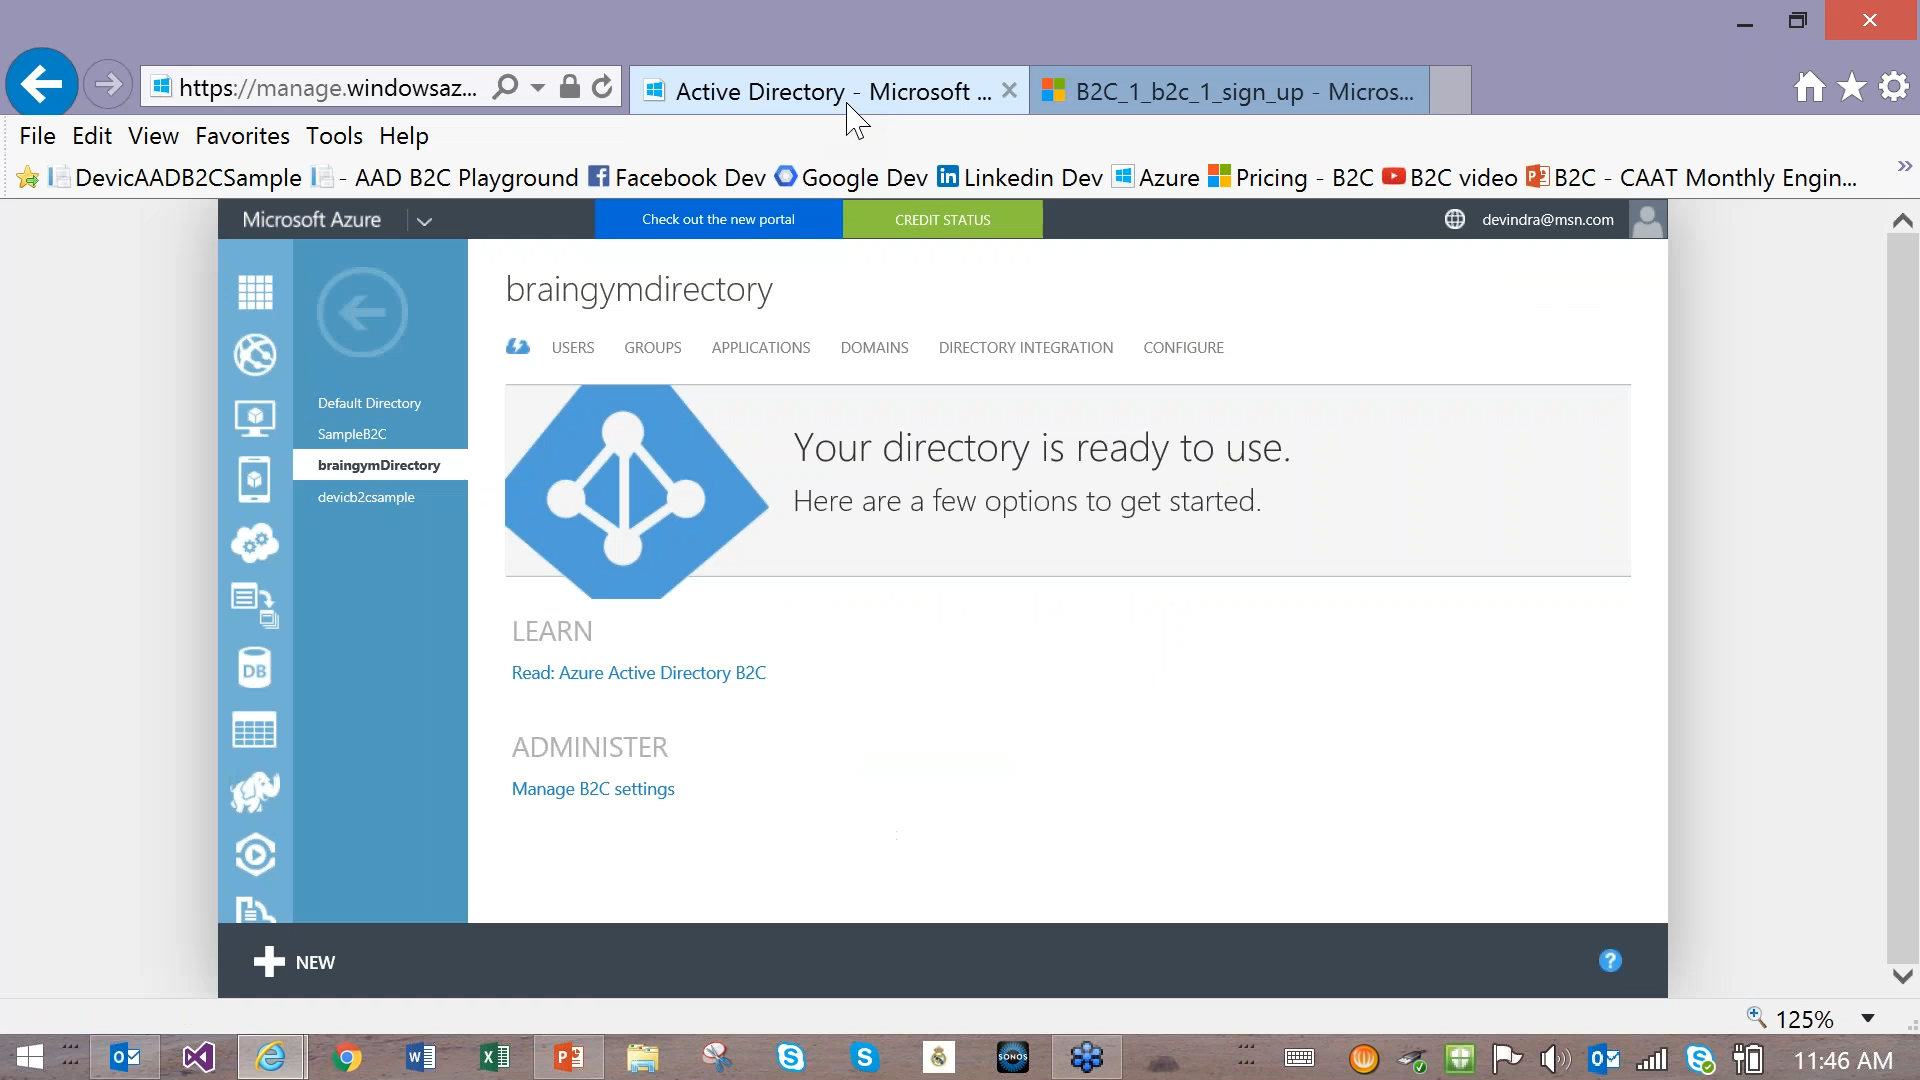 https://manage.windowsaz...
Active Directory - Microsoft ...
B2C_1_b2c_1_sign_up - Micros...
File Edit View Favorites Tools Help
DevicAADB2CSample - AAD B2C Playground Facebook Dev Google Dev Linkedin Dev Azure Pricing - B2C B2C video B2C - CAAT Monthly Engin...
Microsoft Azure
Check out the new portal
CREDIT STATUS
devindra@msn.com
braingymdirectory
USERS GROUPS APPLICATIONS DOMAINS DIRECTORY INTEGRATION CONFIGURE
Default Directory
SampleB2C
braingymDirectory
devicb2csample
DB
Your directory is ready to use.
Here are a few options to get started.
LEARN
Read: Azure Active Directory B2C
ADMINISTER
Manage B2C settings
NEW
?
125%
SONOS
11:46 AM